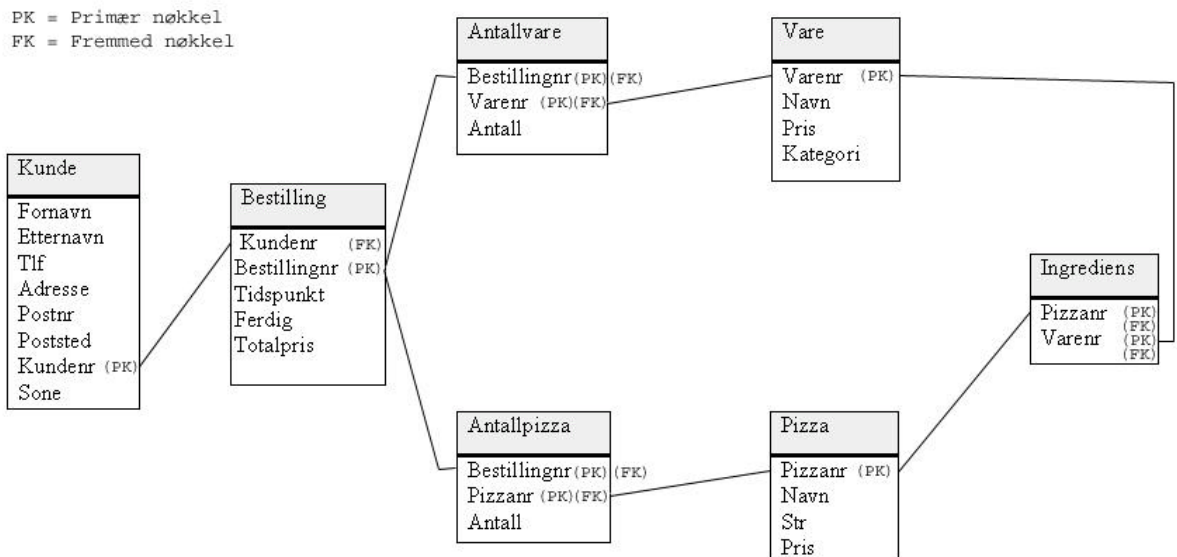 PK = Primær nøkkel
FK = Fremmed nøkkel
Kunde
Fornavn
Etternavn
Tlf
Adresse
Postnr
Poststed
Kundenr (PK)
Sone
Bestilling
Kundenr (FK)
Bestillingnr (PK)
Tidspunkt
Ferdig
Totalpris
Antallvare
Bestillingnr (PK) (FK)
Varenr (PK)(FK)
Antall
Vare
Varenr (PK)
Navn
Pris
Kategori
Antallpizza
Bestillingnr (PK) (FK)
Pizzanr (PK)(FK)
Antall
Pizza
Pizzanr (PK)
Navn
Str
Pris
Ingrediens
Pizzanr (PK)
(FK)
Varenr (PK)
(FK)